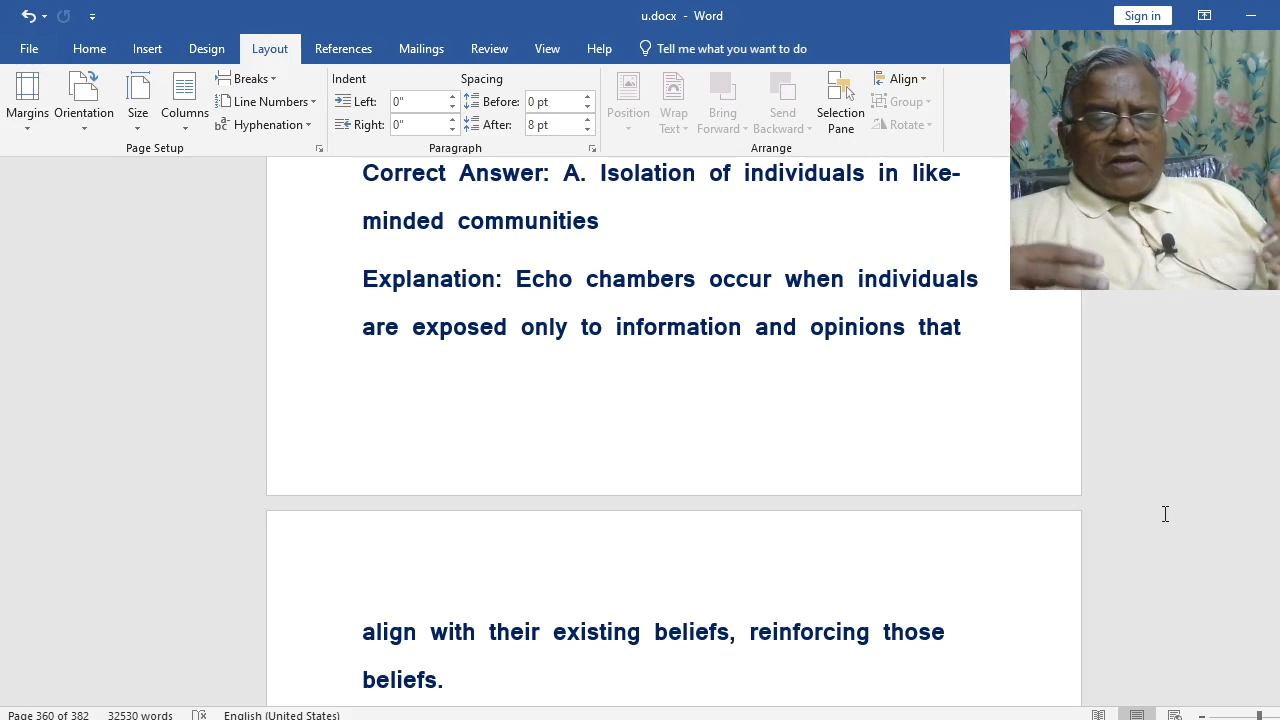 u.docx - Word
Sign in
File Home Insert Design Layout References Mailings Review View Help Tell me what you want to do
Margins Orientation Size Columns Breaks Line Numbers Hyphenation
Page Setup
Indent Spacing
Left: 0" Before: 0 pt
Right: 0" After: 8 pt
Paragraph
Position Wrap Text Bring Forward Send Backward Selection Pane Align Group Rotate
Arrange
Correct Answer: A. Isolation of individuals in like-
minded communities
Explanation: Echo chambers occur when individuals
are exposed only to information and opinions that
align with their existing beliefs, reinforcing those
beliefs.
Page 360 of 382 32530 words English (United States)